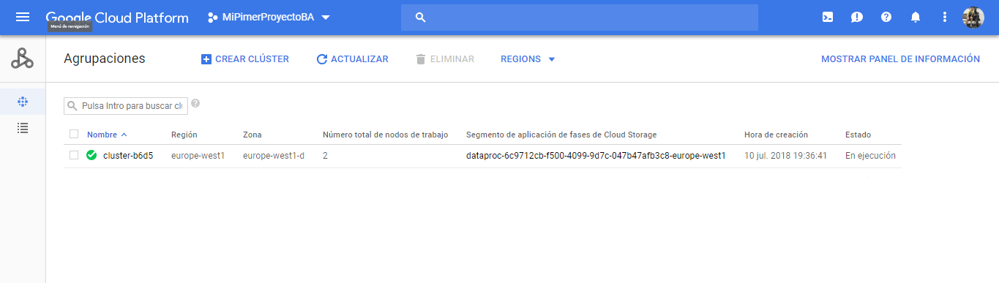 Google Cloud Platform MiPimerProyectoBA
Menú de navegación
Agrupaciones CREAR CLÚSTER ACTUALIZAR ELIMINAR REGIONS MOSTRAR PANEL DE INFORMACIÓN
Pulsa Intro para buscar clú
Nombre Región Zona Número total de nodos de trabajo Segmento de aplicación de fases de Cloud Storage Hora de creación Estado
cluster-b6d5 europe-west1 europe-west1-d 2 dataproc-6c9712cb-f500-4099-9d7c-047b47afb3c8-europe-west1 10 jul. 2018 19:36:41 En ejecución